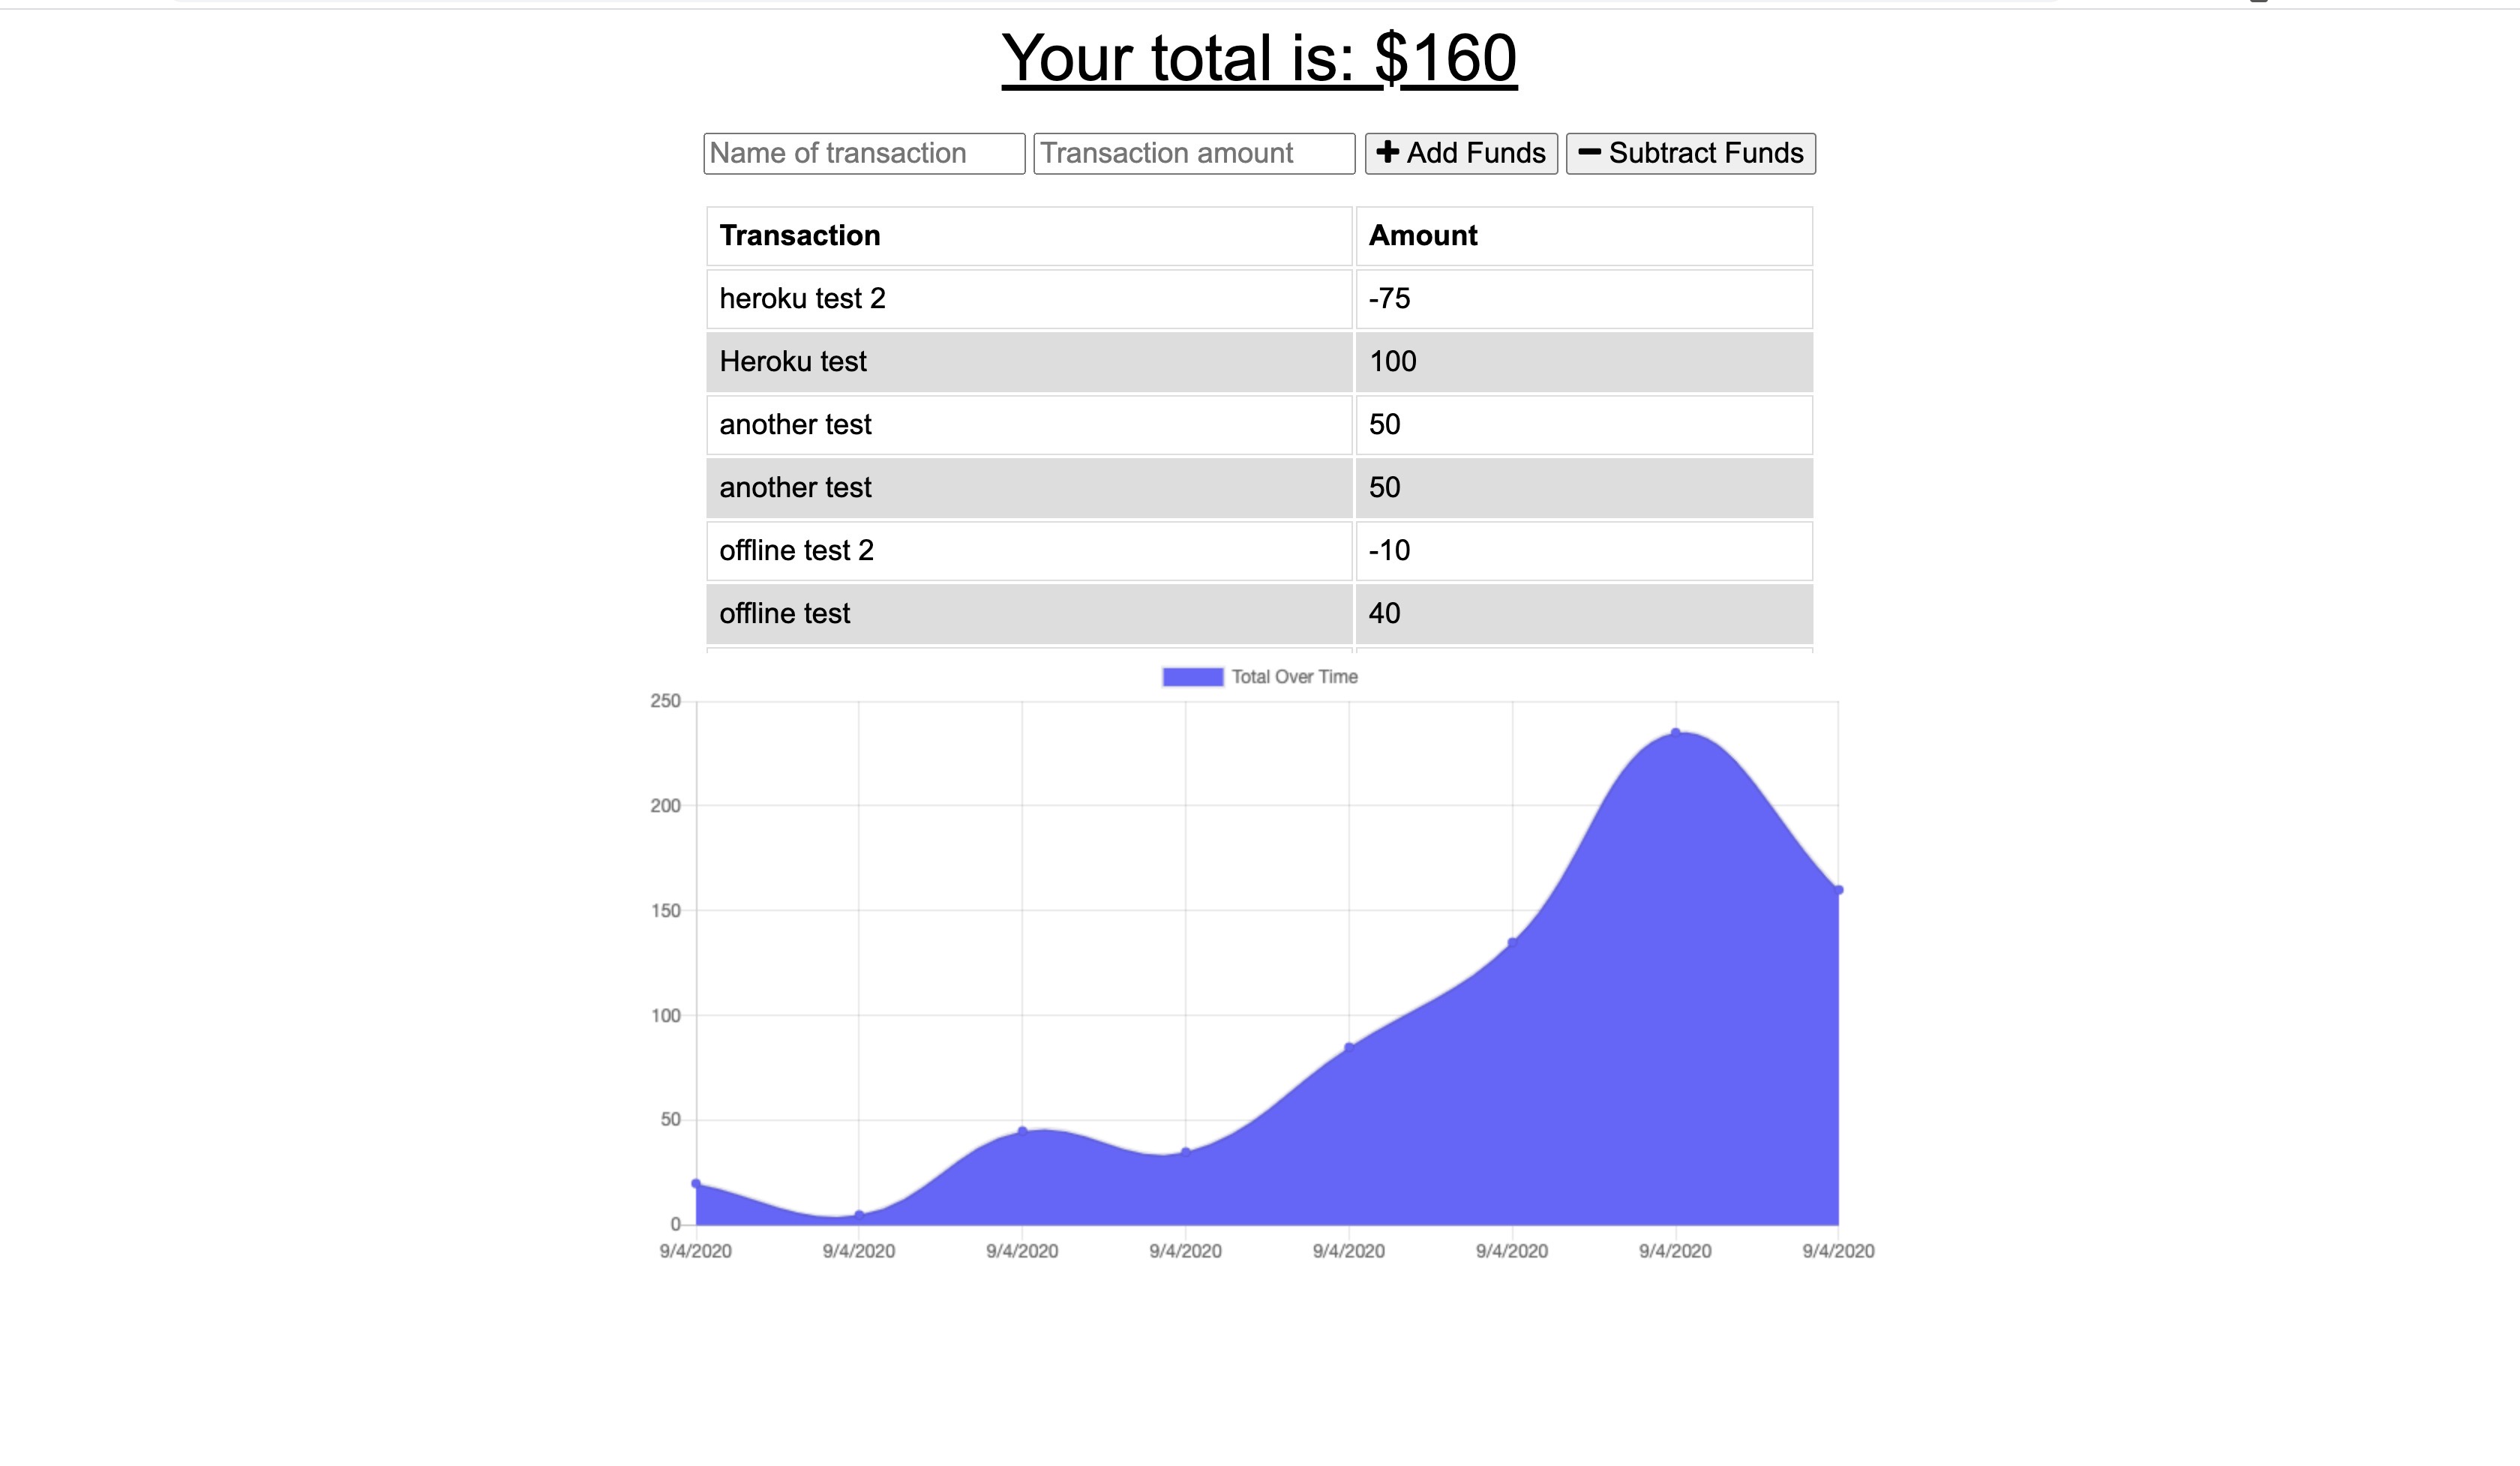 Your total is: $160
Name of transaction Transaction amount + Add Funds − Subtract Funds
Transaction Amount
heroku test 2 -75
Heroku test 100
another test 50
another test 50
offline test 2 -10
offline test 40
Total Over Time
250
200
150
100
50
0
9/4/2020 9/4/2020 9/4/2020 9/4/2020 9/4/2020 9/4/2020 9/4/2020 9/4/2020